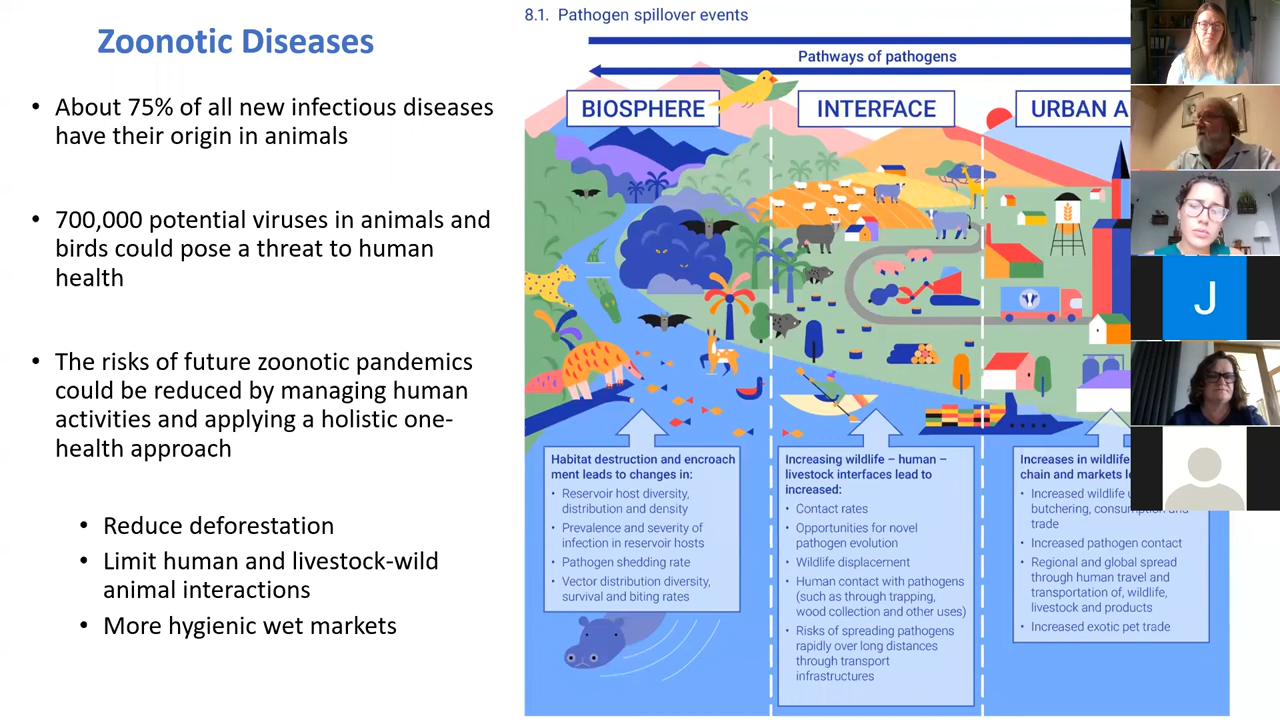 Zoonotic Diseases
• About 75% of all new infectious diseases
have their origin in animals
• 700,000 potential viruses in animals and
birds could pose a threat to human
health
• The risks of future zoonotic pandemics
could be reduced by managing human
activities and applying a holistic one-
health approach
• Reduce deforestation
• Limit human and livestock-wild
animal interactions
• More hygienic wet markets
8.1. Pathogen spillover events
Pathways of pathogens
BIOSPHERE
INTERFACE
URBAN A
Habitat destruction and encroach
ment leads to changes in:
• Reservoir host diversity,
distribution and density
• Prevalence and severity of
infection in reservoir hosts
• Pathogen shedding rate
• Vector distribution diversity,
survival and biting rates
Increasing wildlife – human –
livestock interfaces lead to
increased:
• Contact rates
• Opportunities for novel
pathogen evolution
• Wildlife displacement
• Human contact with pathogens
(such as through trapping,
wood collection and other uses)
• Risks of spreading pathogens
rapidly over long distances
through transport
infrastructures
Increases in wildlife
chain and markets
• Increased wildlife
butchering, consumption and
trade
• Increased pathogen contact
• Regional and global spread
through human travel and
transportation of, wildlife,
livestock and products
• Increased exotic pet trade
J